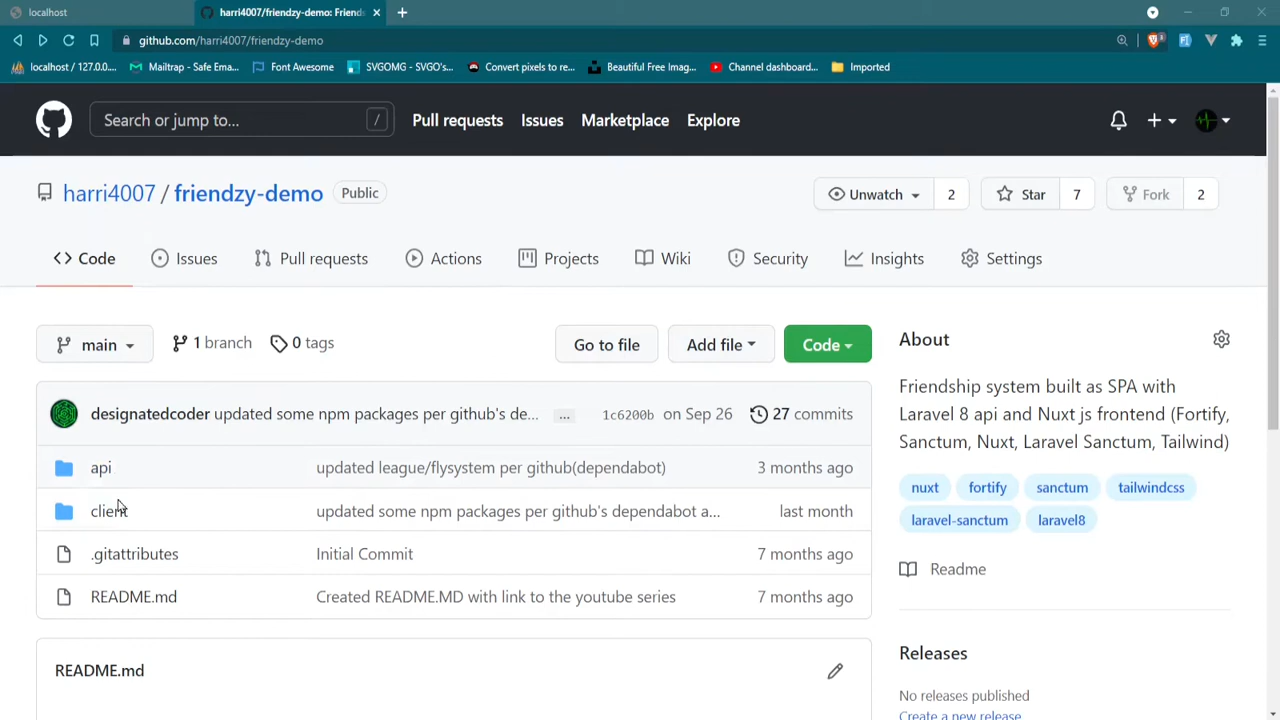 localhost
harri4007/friendzy-demo: Friends
github.com/harri4007/friendzy-demo
localhost / 127.0.0....
Mailtrap - Safe Ema...
Font Awesome
SVGOMG - SVGO's...
Convert pixels to re...
Beautiful Free Imag...
Channel dashboard...
Imported
Search or jump to...
/
Pull requests
Issues
Marketplace
Explore
harri4007 / friendzy-demo
Public
Unwatch 2
Star 7
Fork 2
Code
Issues
Pull requests
Actions
Projects
Wiki
Security
Insights
Settings
main
1 branch
0 tags
Go to file
Add file
Code
designatedcoder updated some npm packages per github's de... ... 1c6200b on Sep 26 27 commits
api updated league/flysystem per github(dependabot) 3 months ago
client updated some npm packages per github's dependabot a... last month
.gitattributes Initial Commit 7 months ago
README.md Created README.MD with link to the youtube series 7 months ago
README.md
About
Friendship system built as SPA with
Laravel 8 api and Nuxt js frontend (Fortify,
Sanctum, Nuxt, Laravel Sanctum, Tailwind)
nuxt fortify sanctum tailwindcss
laravel-sanctum laravel8
Readme
Releases
No releases published
Create a new release